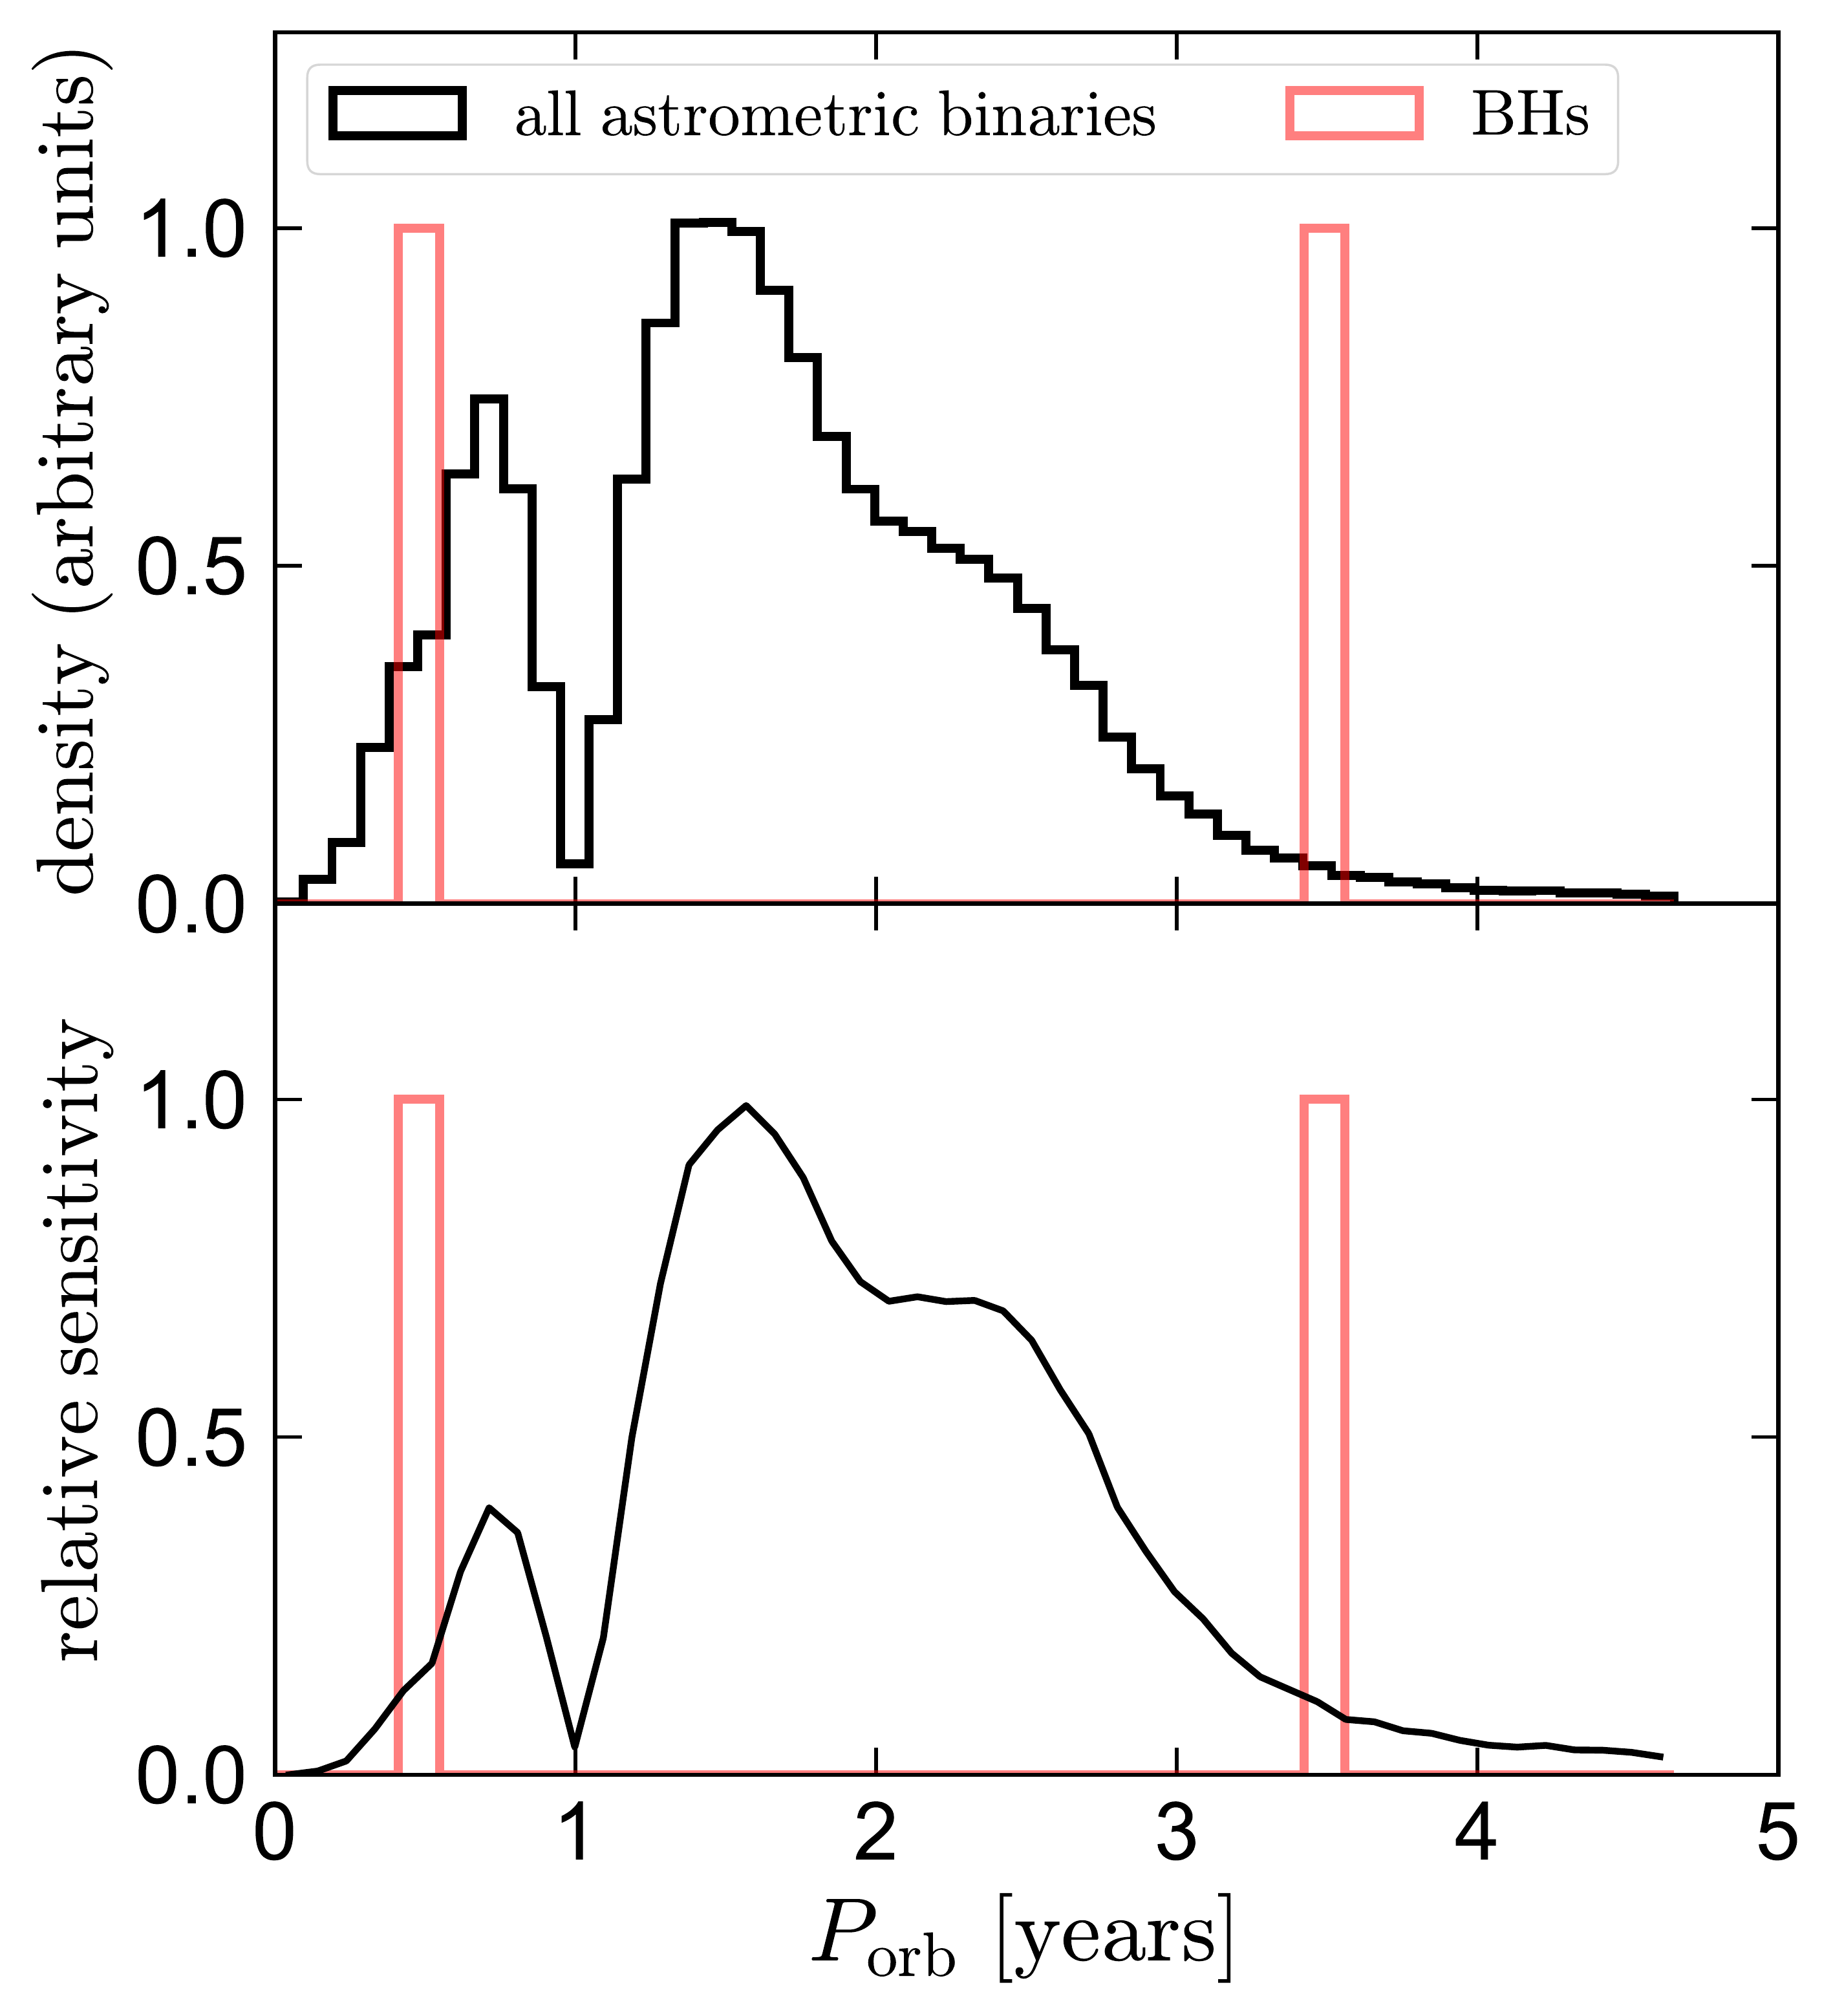 all astrometric binaries BHs
density (arbitrary units)
1.0
0.5
0.0
relative sensitivity
1.0
0.5
0.0
0 1 2 3 4 5
P_orb [years]